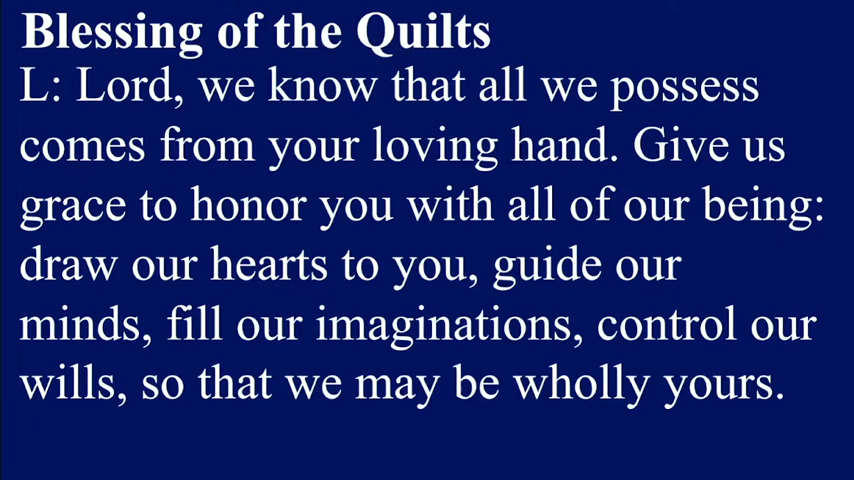 Blessing of the Quilts
L: Lord, we know that all we possess
comes from your loving hand. Give us
grace to honor you with all of our being:
draw our hearts to you, guide our
minds, fill our imaginations, control our
wills, so that we may be wholly yours.